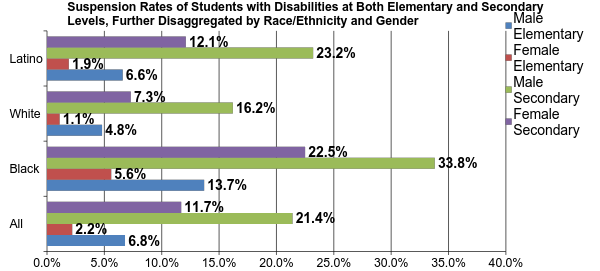 Suspension Rates of Students with Disabilities at Both Elementary and Secondary
Levels, Further Disaggregated by Race/Ethnicity and Gender
Male
Elementary
Female
Elementary
Male
Secondary
Female
Secondary
Latino
12.1%
23.2%
1.9%
6.6%
White
7.3%
16.2%
1.1%
4.8%
Black
22.5%
33.8%
5.6%
13.7%
All
11.7%
21.4%
2.2%
6.8%
0.0% 5.0% 10.0% 15.0% 20.0% 25.0% 30.0% 35.0% 40.0%